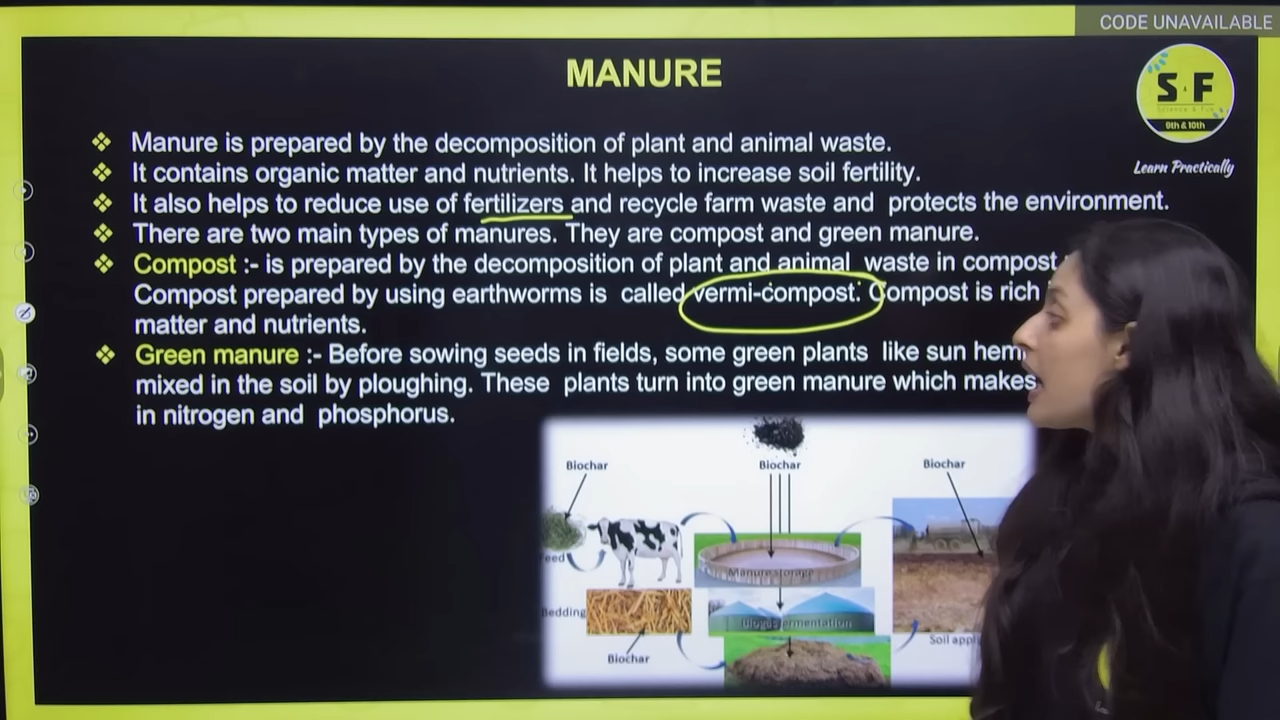 CODE UNAVAILABLE
MANURE
S&F
Science & Fun
9th & 10th
Learn Practically
❖ Manure is prepared by the decomposition of plant and animal waste.
❖ It contains organic matter and nutrients. It helps to increase soil fertility.
❖ It also helps to reduce use of fertilizers and recycle farm waste and protects the environment.
❖ There are two main types of manures. They are compost and green manure.
❖ Compost :- is prepared by the decomposition of plant and animal waste in compost
Compost prepared by using earthworms is called vermi-compost. Compost is rich
matter and nutrients.
❖ Green manure :- Before sowing seeds in fields, some green plants like sun
mixed in the soil by ploughing. These plants turn into green manure which makes
in nitrogen and phosphorus.
Biochar
Biochar
Biochar
Manure storage
Bedding
Biochar
Soil